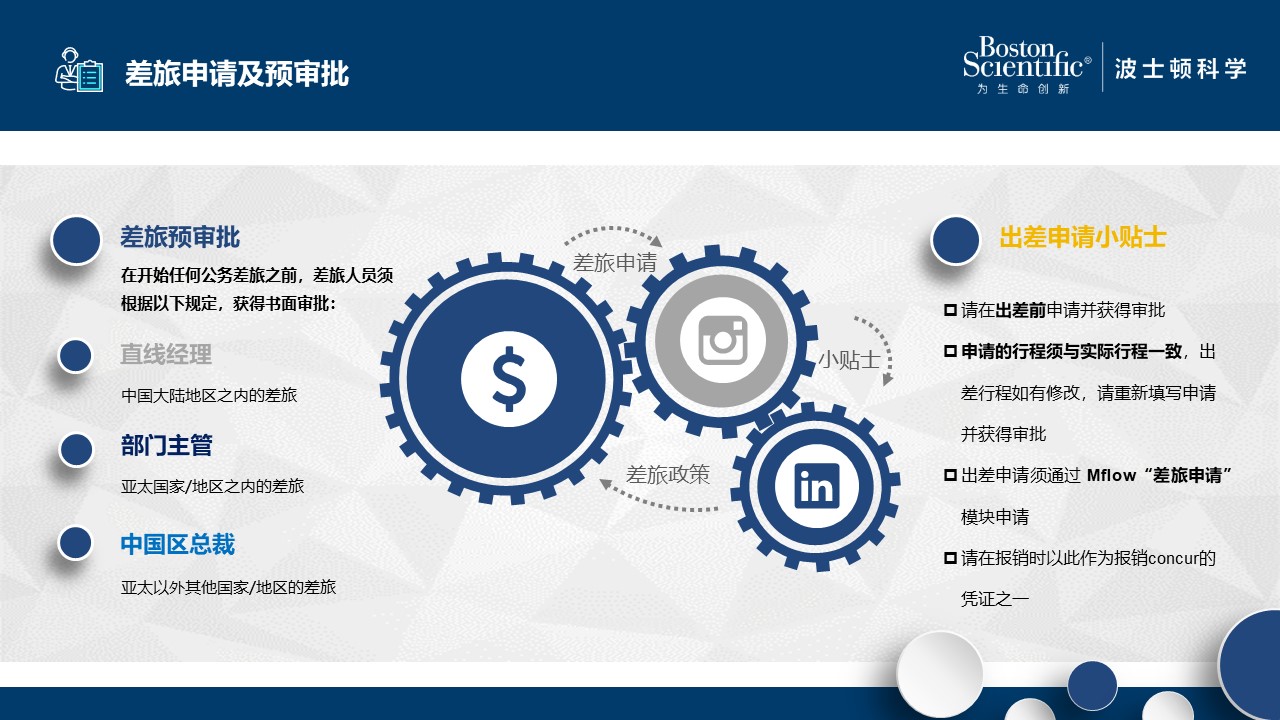 差旅申请及预审批
Boston
Scientific®
为生命创新
波士顿科学
差旅预审批
在开始任何公务差旅之前，差旅人员须
根据以下规定，获得书面审批：
直线经理
中国大陆地区之内的差旅
部门主管
亚太国家/地区之内的差旅
中国区总裁
亚太以外其他国家/地区的差旅
$
差旅申请
差旅政策
in
小贴士
出差申请小贴士
请在出差前申请并获得审批
申请的行程须与实际行程一致，出
差行程如有修改，请重新填写申请
并获得审批
出差申请须通过 Mflow “差旅申请”
模块申请
请在报销时以此作为报销concur的
凭证之一